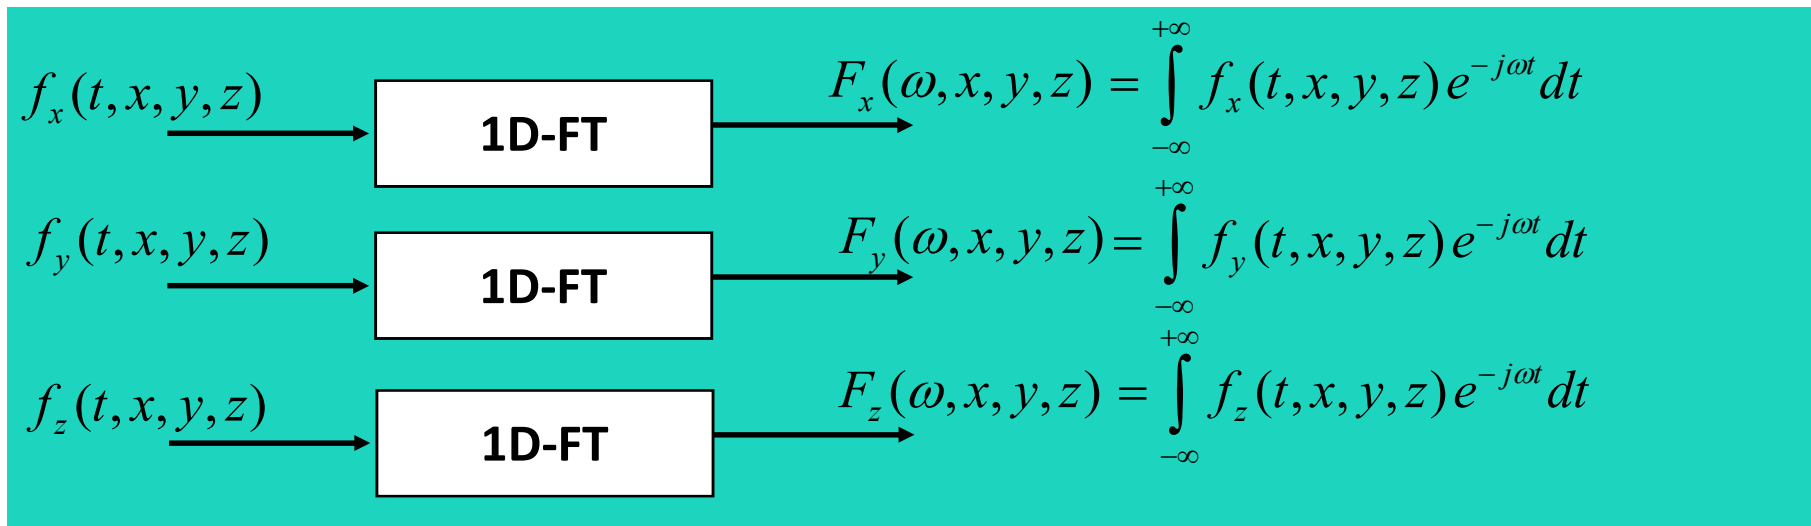 f_x(t,x,y,z) 1D-FT F_x(ω,x,y,z) = ∫_{-∞}^{+∞} f_x(t,x,y,z) e^{-jωt} dt
f_y(t,x,y,z) 1D-FT F_y(ω,x,y,z) = ∫_{-∞}^{+∞} f_y(t,x,y,z) e^{-jωt} dt
f_z(t,x,y,z) 1D-FT F_z(ω,x,y,z) = ∫_{-∞}^{+∞} f_z(t,x,y,z) e^{-jωt} dt